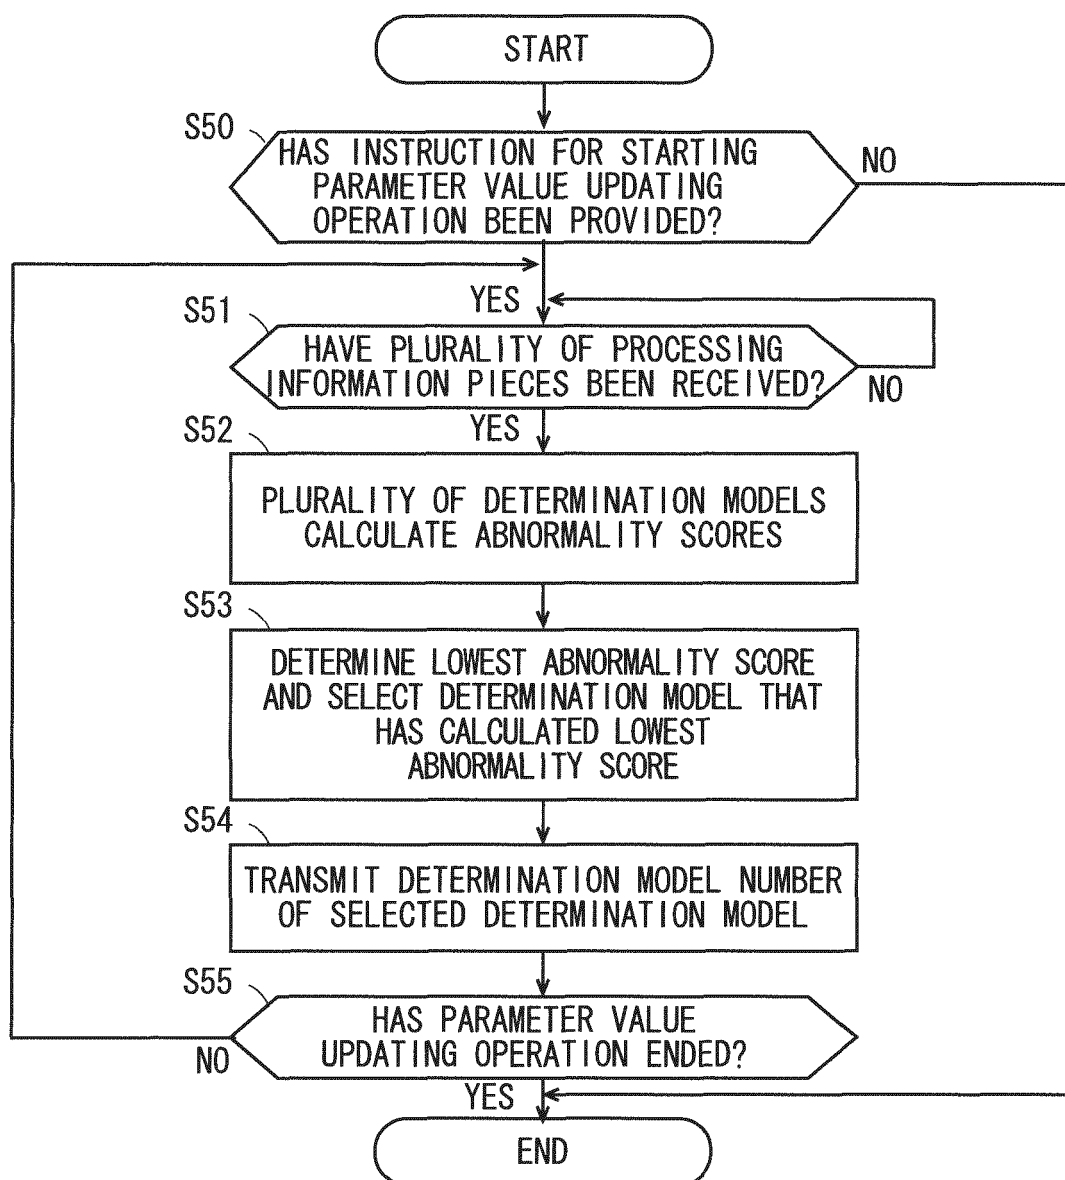 START
S50
HAS INSTRUCTION FOR STARTING
PARAMETER VALUE UPDATING
OPERATION BEEN PROVIDED?
NO
YES
S51
HAVE PLURALITY OF PROCESSING
INFORMATION PIECES BEEN RECEIVED?
NO
YES
S52
PLURALITY OF DETERMINATION MODELS
CALCULATE ABNORMALITY SCORES
S53
DETERMINE LOWEST ABNORMALITY SCORE
AND SELECT DETERMINATION MODEL THAT
HAS CALCULATED LOWEST
ABNORMALITY SCORE
S54
TRANSMIT DETERMINATION MODEL NUMBER
OF SELECTED DETERMINATION MODEL
S55
HAS PARAMETER VALUE
UPDATING OPERATION ENDED?
NO
YES
END